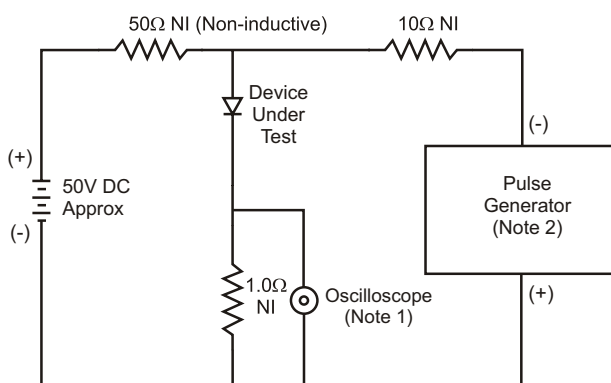 50Ω NI (Non-inductive)
10Ω NI
Device
Under
Test
(-)
(+)
50V DC
Approx
(-)
Pulse
Generator
(Note 2)
1.0Ω
NI
Oscilloscope
(Note 1)
(+)